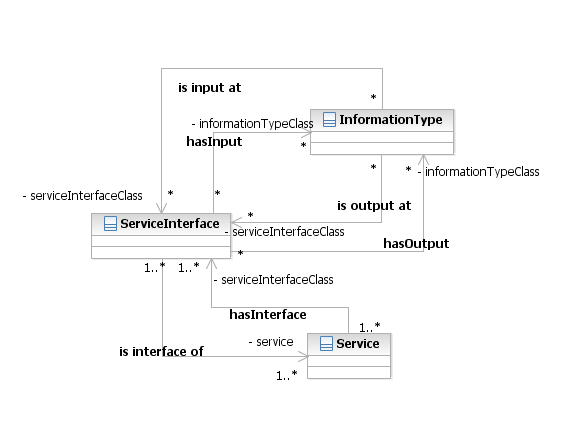 is input at
*
InformationType
- informationTypeClass
hasInput
*
* *
- informationTypeClass
- serviceInterfaceClass
* *
is output at
*
ServiceInterface
- serviceInterfaceClass
hasOutput
*
1..* 1..*
- serviceInterfaceClass
hasInterface
1..*
- service
Service
is interface of
1..*